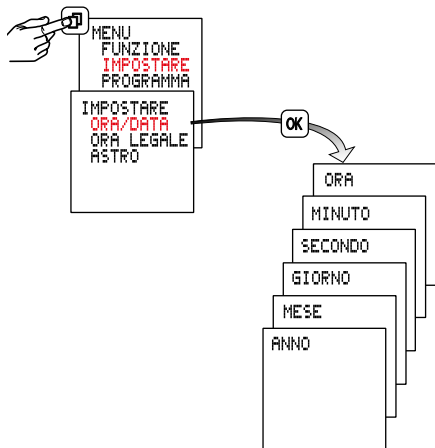 MENU
FUNZIONE
IMPOSTARE
PROGRAMMA
IMPOSTARE
ORA/DATA
ORA LEGALE
ASTRO
OK
ORA
MINUTO
SECONDO
GIORNO
MESE
ANNO